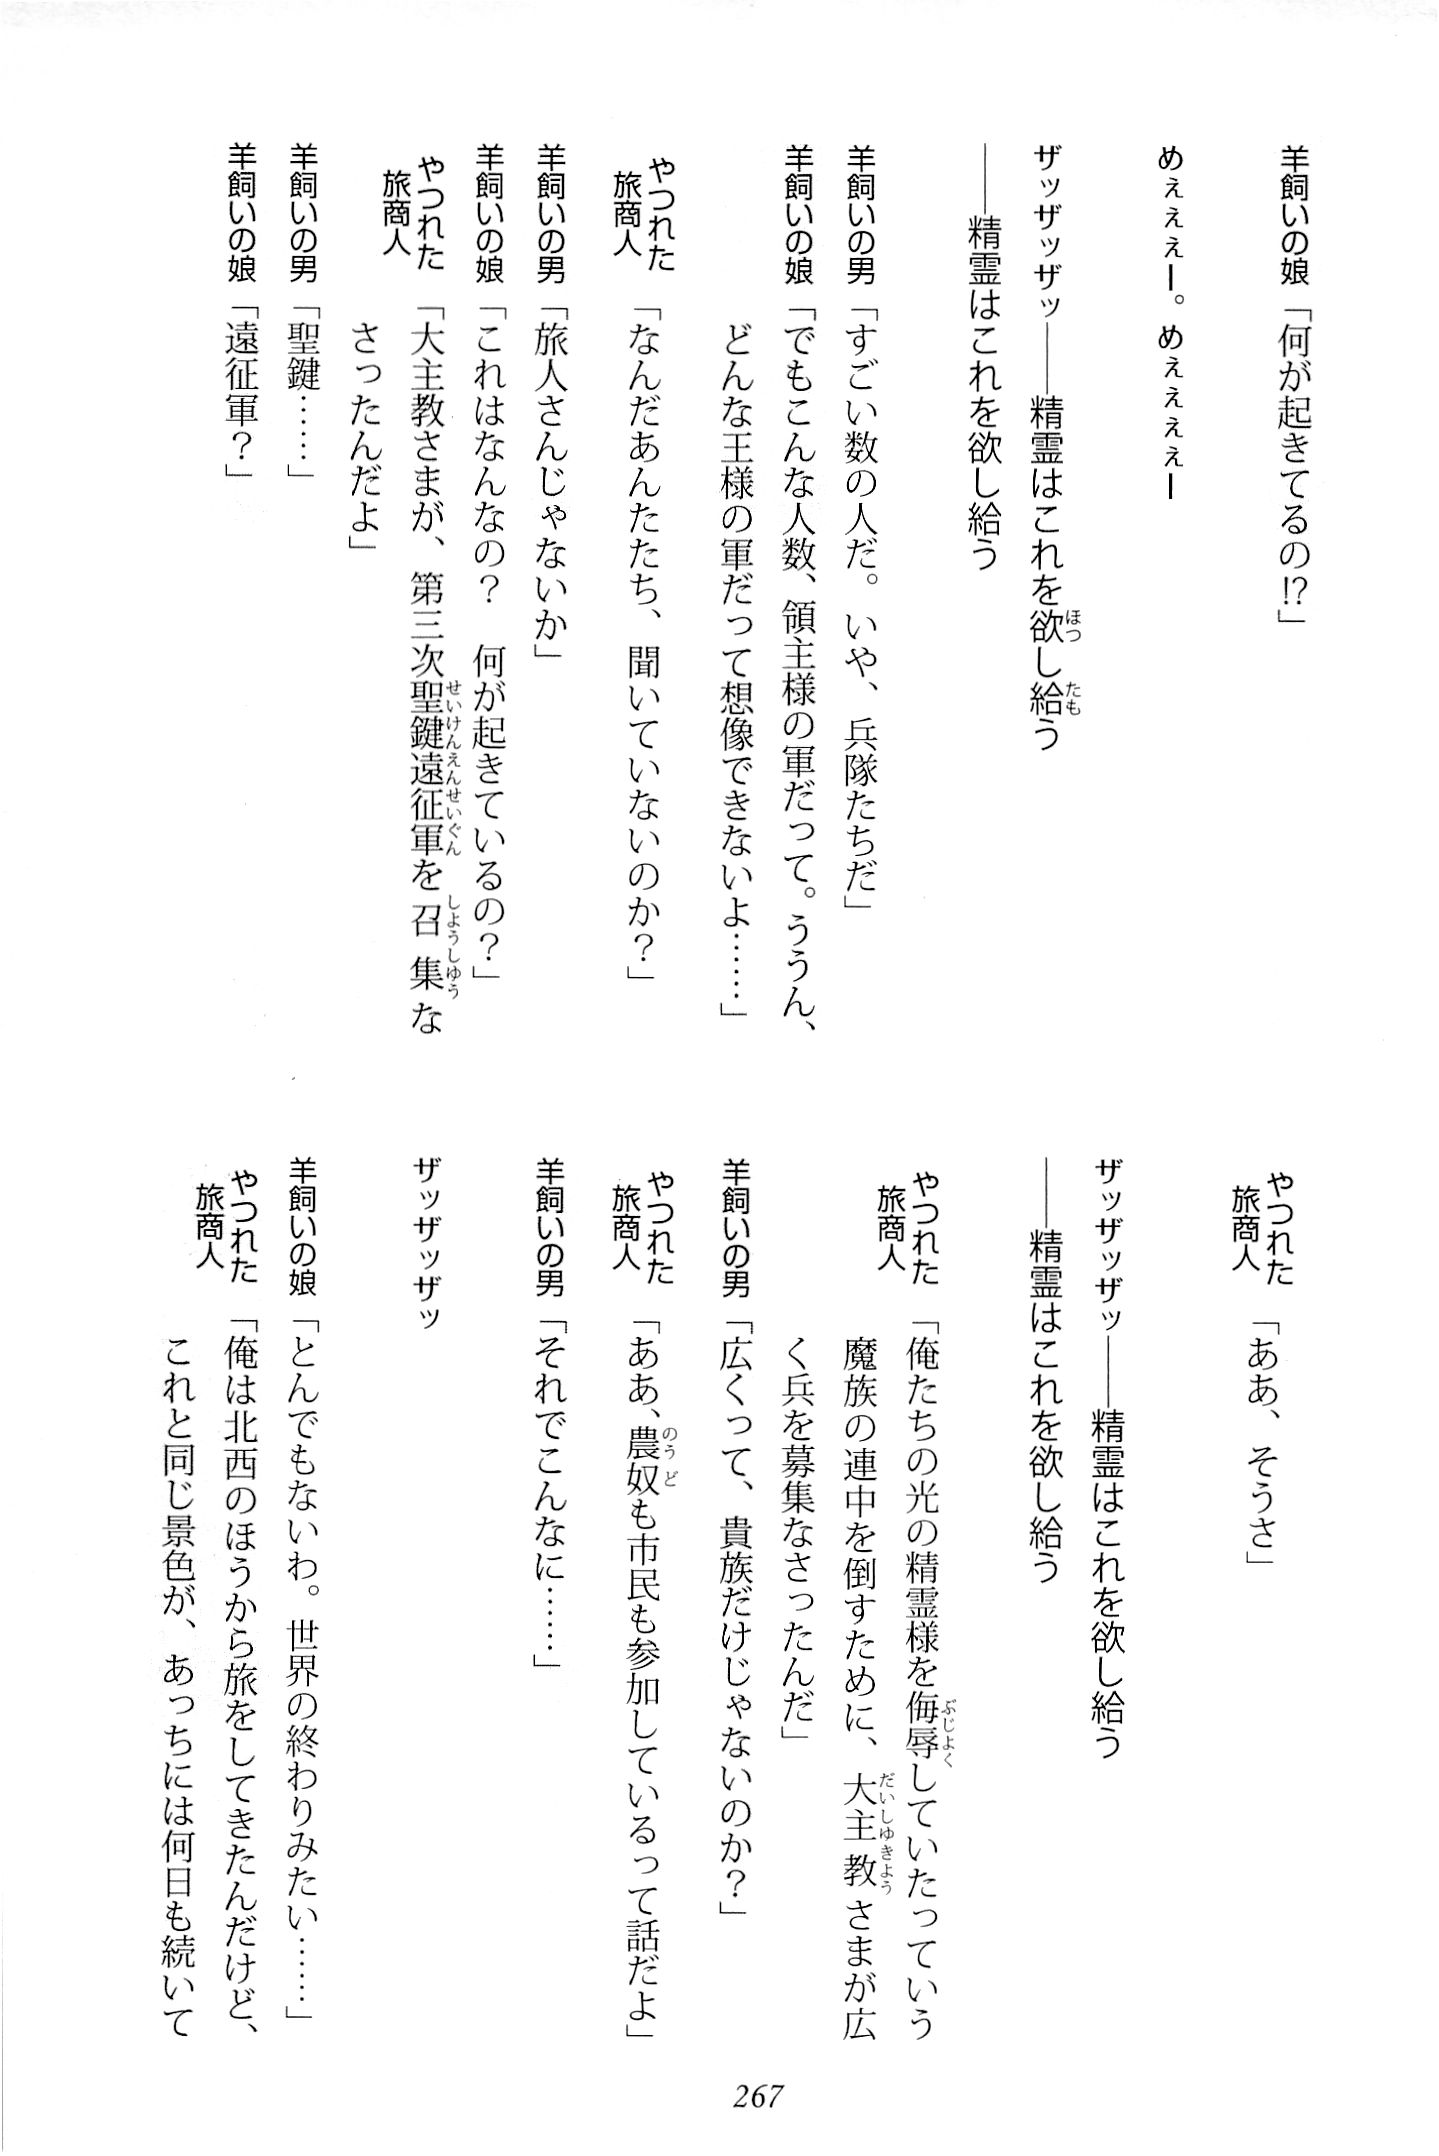 羊飼いの娘「何が起きてるの!?」
めぇぇぇー。めぇぇぇぇー
ザッザッザッ――精霊はこれを欲し給う
――精霊はこれを欲し給う
羊飼いの男「すごい数の人だ。いや、兵隊たちだ」
羊飼いの娘「でもこんな人数、領主様の軍だって。ううん、
どんな王様の軍だって想像できないよ……」
やつれた旅商人「なんだあんたたち、聞いていないのか?」
羊飼いの男「旅人さんじゃないか」
羊飼いの娘「これはなんなの? 何が起きているの?」
やつれた旅商人「大主教さまが、第三次聖鍵遠征軍を召集な
さったんだよ」
羊飼いの男「聖鍵……」
羊飼いの娘「遠征軍?」
やつれた旅商人「ああ、そうさ」
ザッザッザッ――精霊はこれを欲し給う
――精霊はこれを欲し給う
やつれた旅商人「俺たちの光の精霊様を侮辱していたっていう
魔族の連中を倒すために、大主教さまが広
く兵を募集なさったんだ」
羊飼いの男「広くって、貴族だけじゃないのか?」
やつれた旅商人「ああ、農奴も市民も参加しているって話だよ」
羊飼いの男「それでこんなに……」
ザッザッザッ
羊飼いの娘「とんでもないわ。世界の終わりみたい……」
やつれた旅商人「俺は北西のほうから旅をしてきたんだけど、
これと同じ景色が、あっちには何日も続いて
267